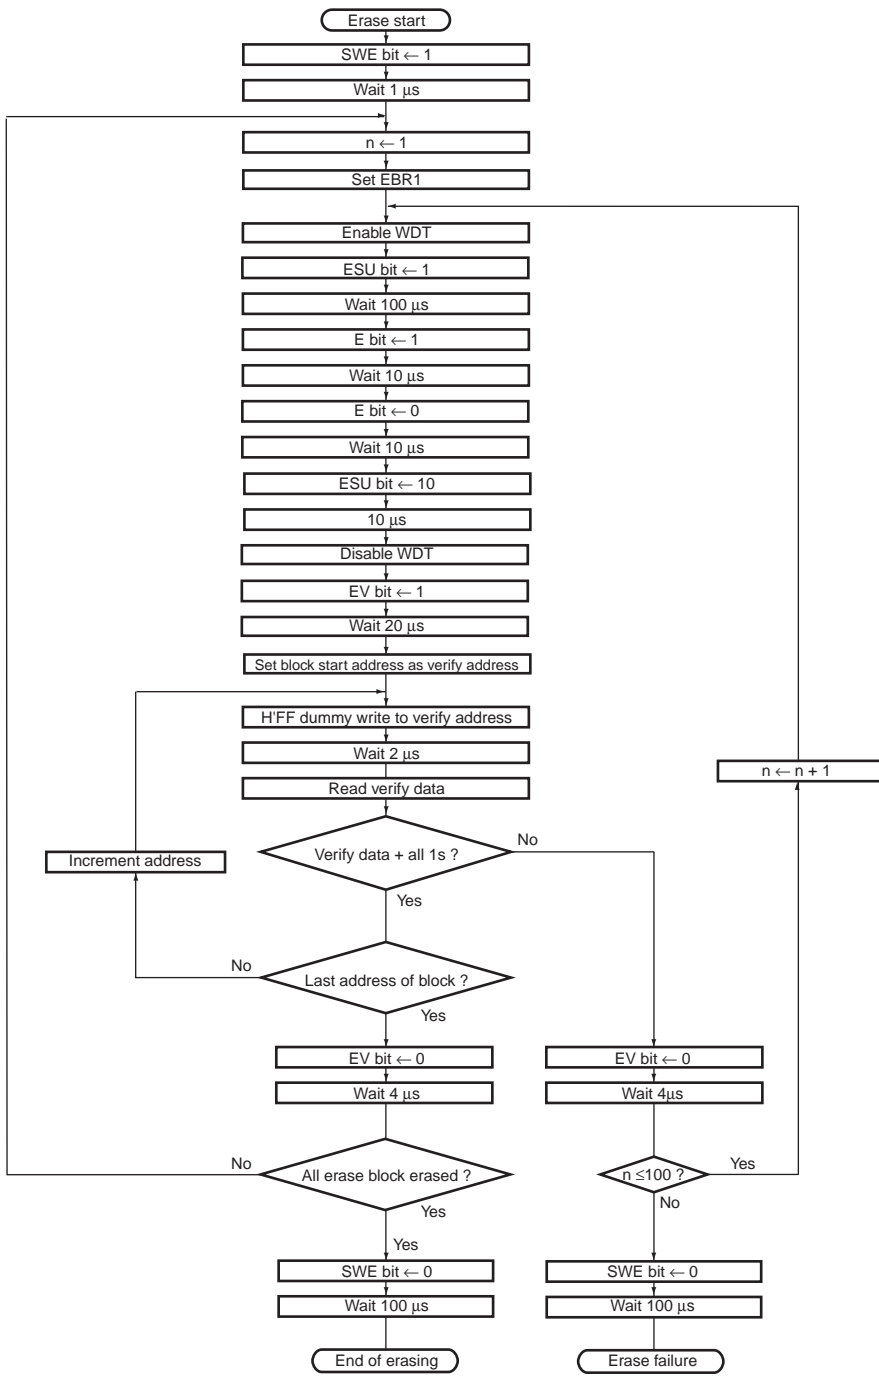 Erase start
SWE bit ← 1
Wait 1 μs
n ← 1
Set EBR1
Enable WDT
ESU bit ← 1
Wait 100 μs
E bit ← 1
Wait 10 μs
E bit ← 0
Wait 10 μs
ESU bit ← 10
10 μs
Disable WDT
EV bit ← 1
Wait 20 μs
Set block start address as verify address
H'FF dummy write to verify address
Wait 2 μs
n ← n + 1
Read verify data
No
Verify data + all 1s ?
Increment address
Yes
No
Last address of block ?
Yes
EV bit ← 0
EV bit ← 0
Wait 4 μs
Wait 4μs
No
Yes
All erase block erased ?
n ≤100 ?
No
Yes
Yes
SWE bit ← 0
SWE bit ← 0
Wait 100 μs
Wait 100 μs
End of erasing
Erase failure